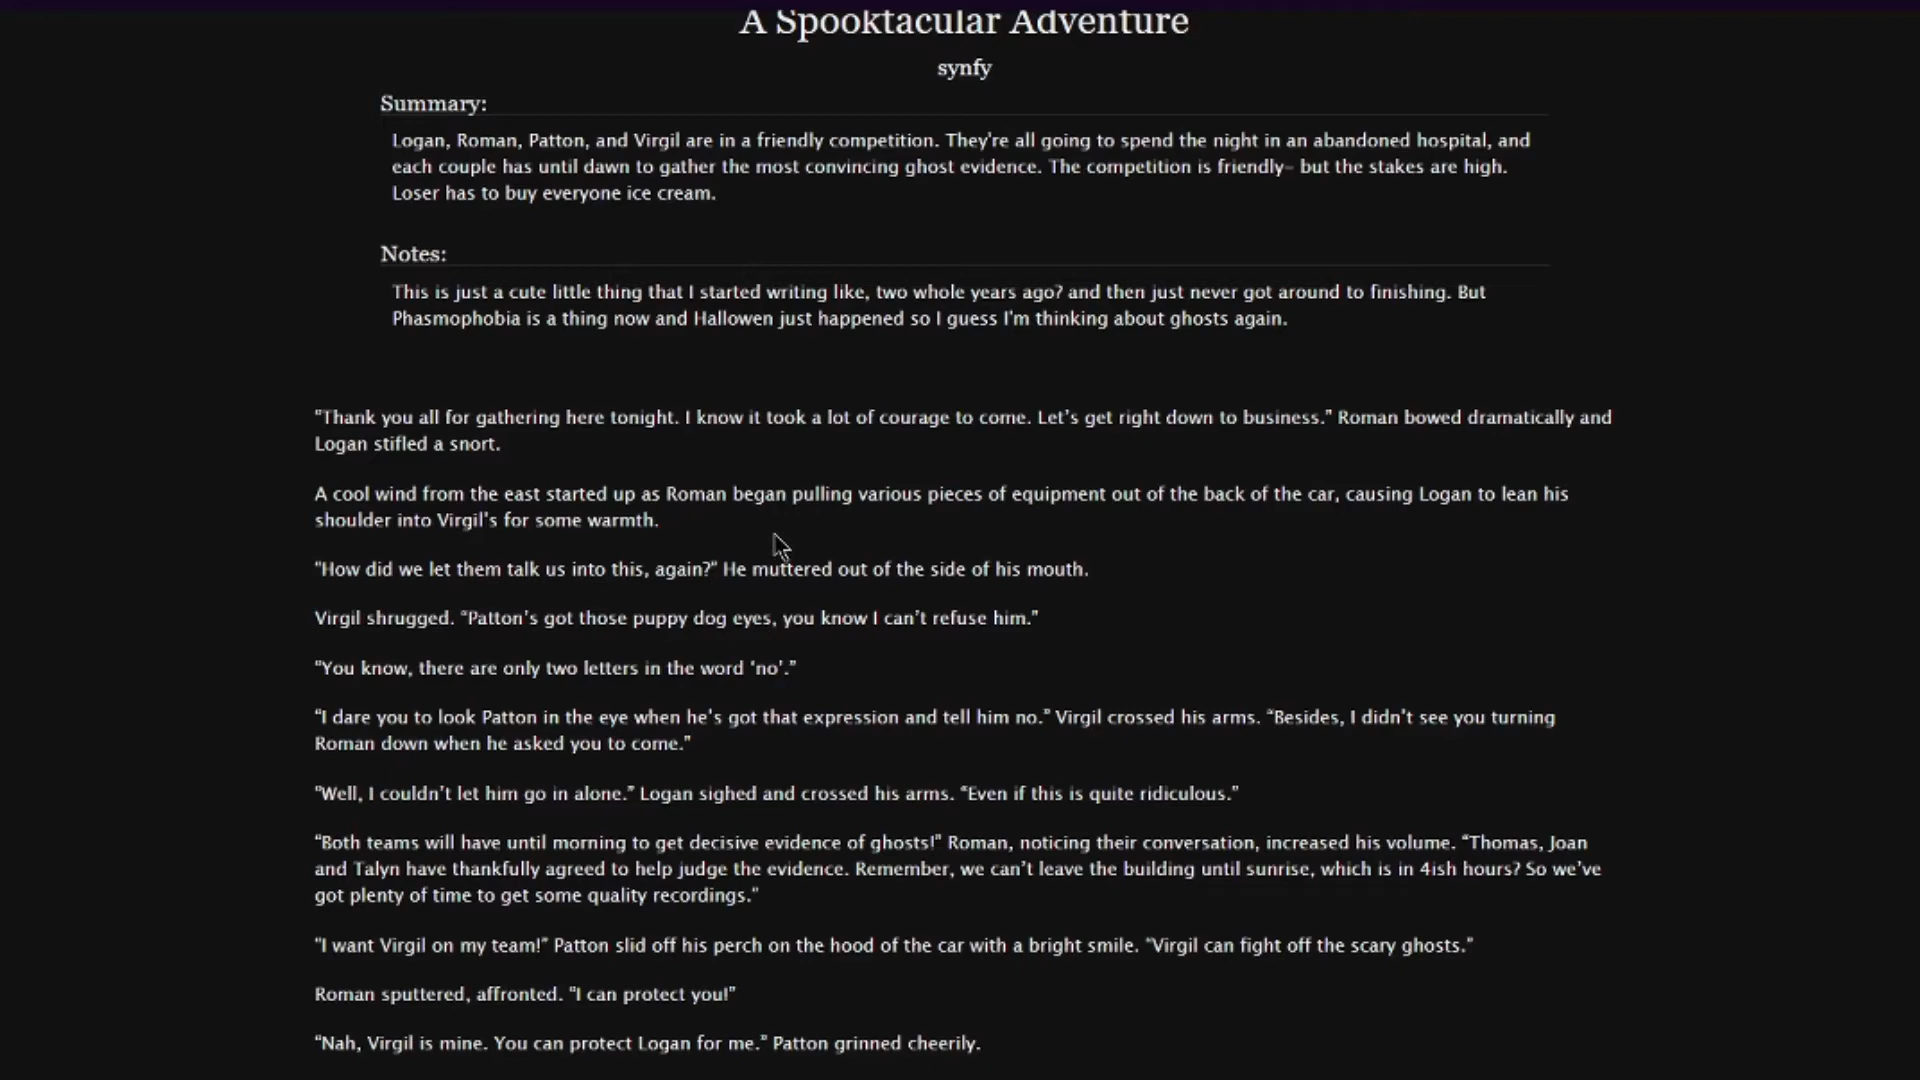 A Spooktacular Adventure
synfy
Summary:
Logan, Roman, Patton, and Virgil are in a friendly competition. They're all going to spend the night in an abandoned hospital, and
each couple has until dawn to gather the most convincing ghost evidence. The competition is friendly– but the stakes are high.
Loser has to buy everyone ice cream.
Notes:
This is just a cute little thing that I started writing like, two whole years ago? and then just never got around to finishing. But
Phasmophobia is a thing now and Hallowen just happened so I guess I'm thinking about ghosts again.
"Thank you all for gathering here tonight. I know it took a lot of courage to come. Let's get right down to business." Roman bowed dramatically and
Logan stifled a snort.
A cool wind from the east started up as Roman began pulling various pieces of equipment out of the back of the car, causing Logan to lean his
shoulder into Virgil's for some warmth.
"How did we let them talk us into this, again?" He muttered out of the side of his mouth.
Virgil shrugged. "Patton's got those puppy dog eyes, you know I can't refuse him."
"You know, there are only two letters in the word 'no'."
"I dare you to look Patton in the eye when he's got that expression and tell him no." Virgil crossed his arms. "Besides, I didn't see you turning
Roman down when he asked you to come."
"Well, I couldn't let him go in alone." Logan sighed and crossed his arms. "Even if this is quite ridiculous."
"Both teams will have until morning to get decisive evidence of ghosts!" Roman, noticing their conversation, increased his volume. "Thomas, Joan
and Talyn have thankfully agreed to help judge the evidence. Remember, we can't leave the building until sunrise, which is in 4ish hours? So we've
got plenty of time to get some quality recordings."
"I want Virgil on my team!" Patton slid off his perch on the hood of the car with a bright smile. "Virgil can fight off the scary ghosts."
Roman sputtered, affronted. "I can protect you!"
"Nah, Virgil is mine. You can protect Logan for me." Patton grinned cheerily.